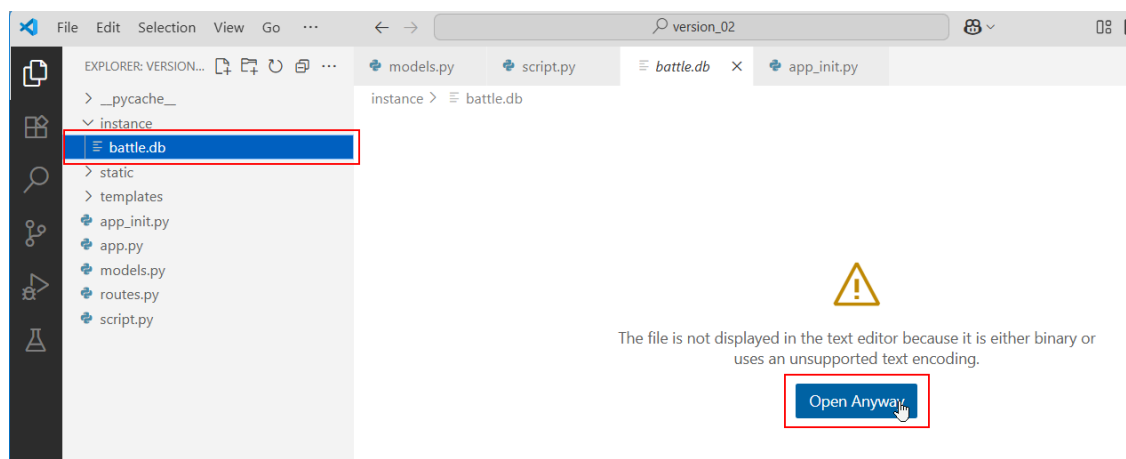 File Edit Selection View Go ··· version_02
EXPLORER: VERSION... ···
models.py script.py battle.db app_init.py
instance > battle.db
> __pycache__
instance
battle.db
> static
> templates
app_init.py
app.py
models.py
routes.py
script.py
The file is not displayed in the text editor because it is either binary or
uses an unsupported text encoding.
Open Anyway